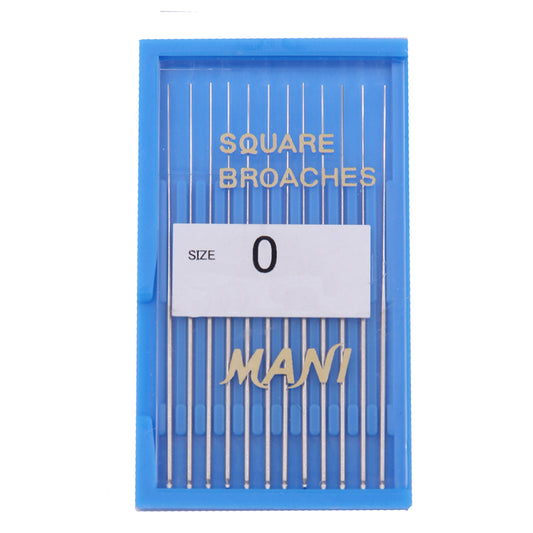 SQUARE
BROACHES
SIZE 0
MANI